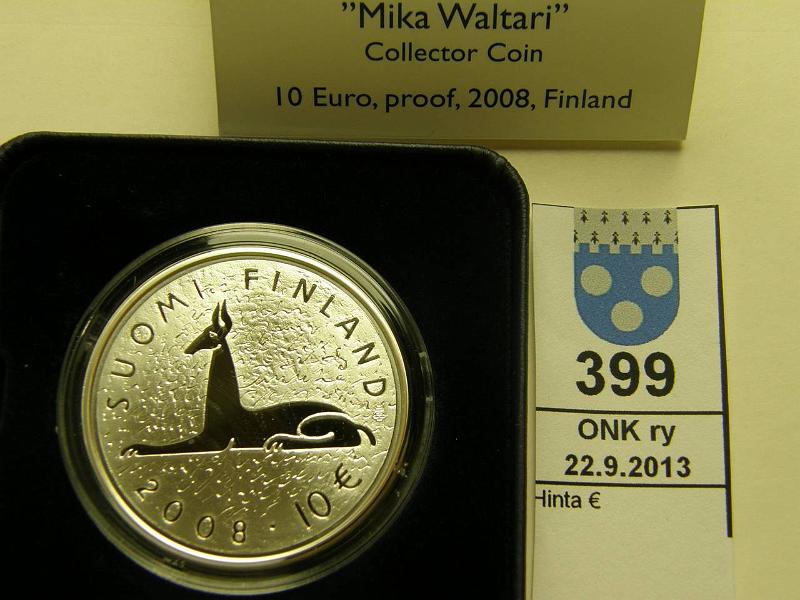 ”Mika Waltari”
Collector Coin
10 Euro, proof, 2008, Finland
SUOMI FINLAND
2008 · 10 €
399
ONK ry
22.9.2013
Hinta €